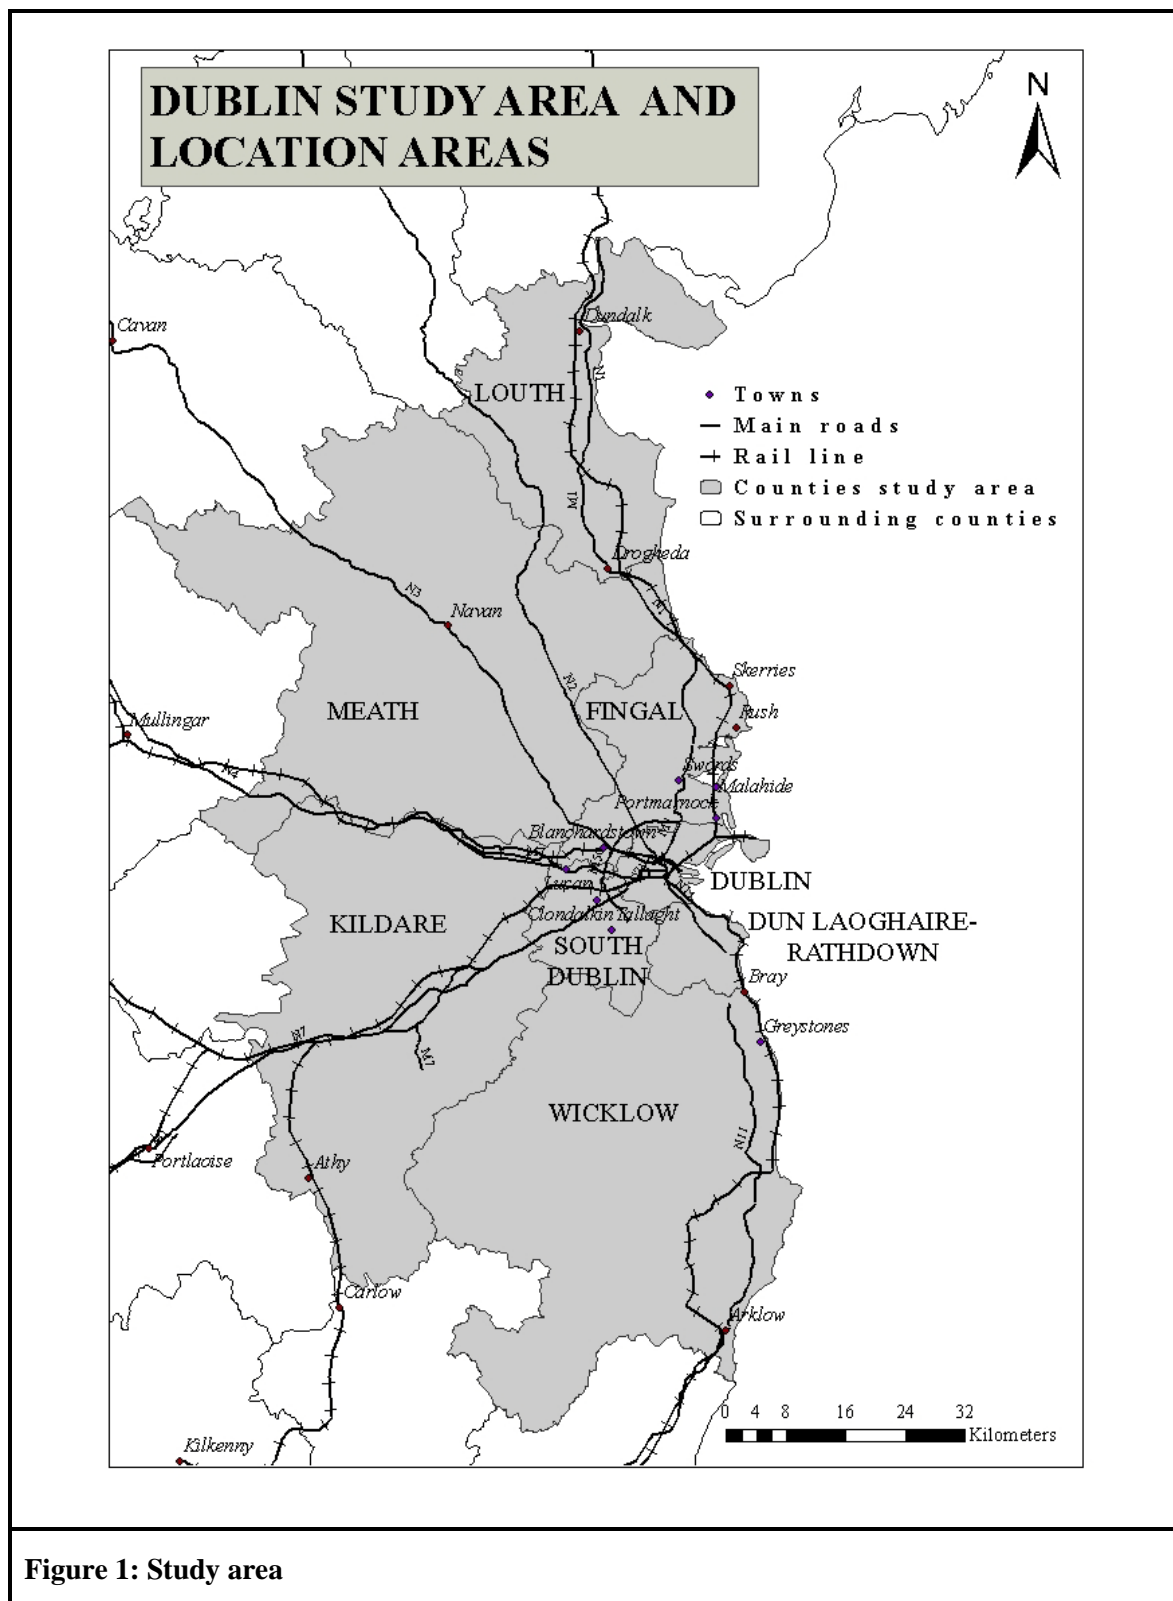 DUBLIN STUDY AREA AND
LOCATION AREAS
N
Cavan
Dundalk
N1
LOUTH
Towns
Main roads
Rail line
Counties study area
Surrounding counties
M1
Drogheda
N1
N3
Navan
N2
Skerries
MEATH
FINGAL
Rush
Mullingar
Swords
Malahide
Portmarnock
Blanchardstown
Lucan
DUBLIN
Clondalkin Tallaght
KILDARE
DUN LAOGHAIRE-
RATHDOWN
SOUTH
DUBLIN
Bray
Greystones
N7
M7
WICKLOW
N11
Portlaoise
Athy
Carlow
Arklow
0 4 8 16 24 32
Kilometers
Kilkenny
Figure 1: Study area